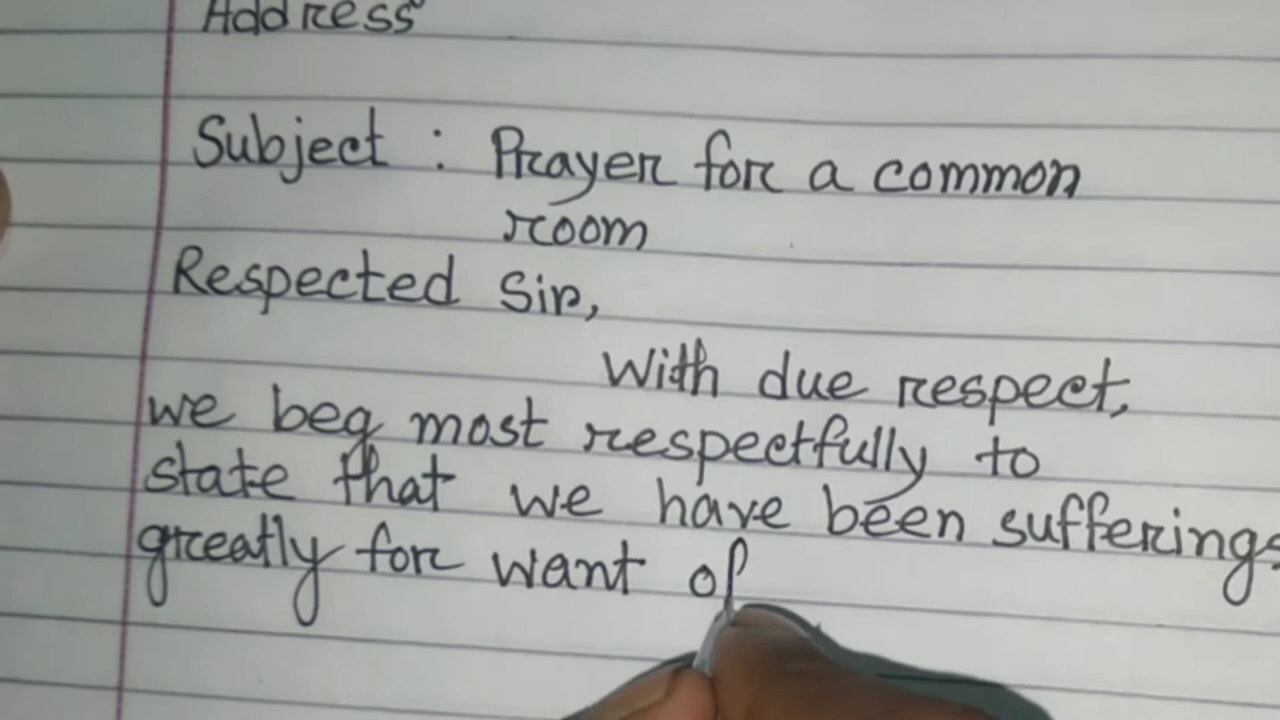 Address
Subject : Prayer for a common
room
Respected Sir,
With due respect,
we beg most respectfully to
state that we have been sufferings
greatly for want of